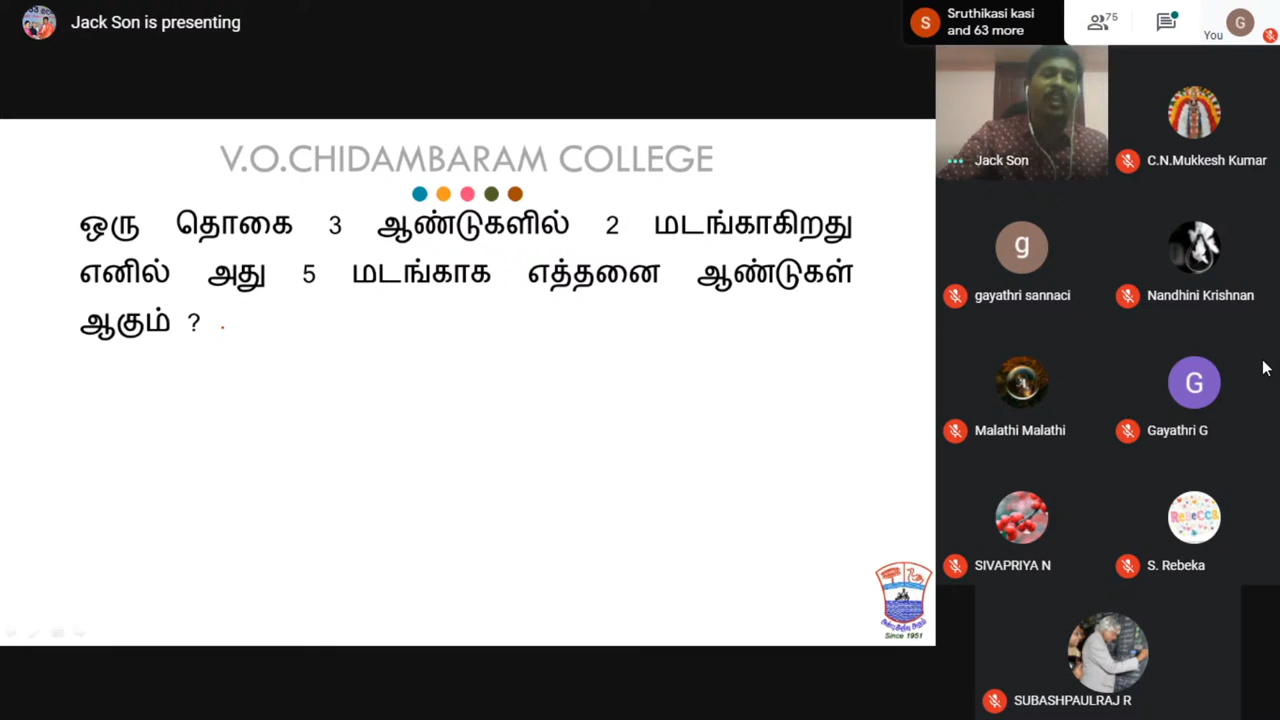 Jack Son is presenting
Sruthikasi kasi
and 63 more
75
G
You
S
V.O.CHIDAMBARAM COLLEGE
ஒரு தொகை 3 ஆண்டுகளில் 2 மடங்காகிறது
எனில் அது 5 மடங்காக எத்தனை ஆண்டுகள்
ஆகும் ?
Since 1951
Jack Son
C.N.Mukkesh Kumar
g
gayathri sannaci
Nandhini Krishnan
Malathi Malathi
G
Gayathri G
SIVAPRIYA N
ReBeCCa
S. Rebeka
SUBASHPAULRAJ R